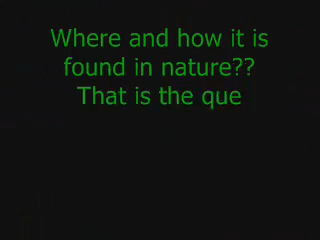 Where and how it is
found in nature??
That is the que